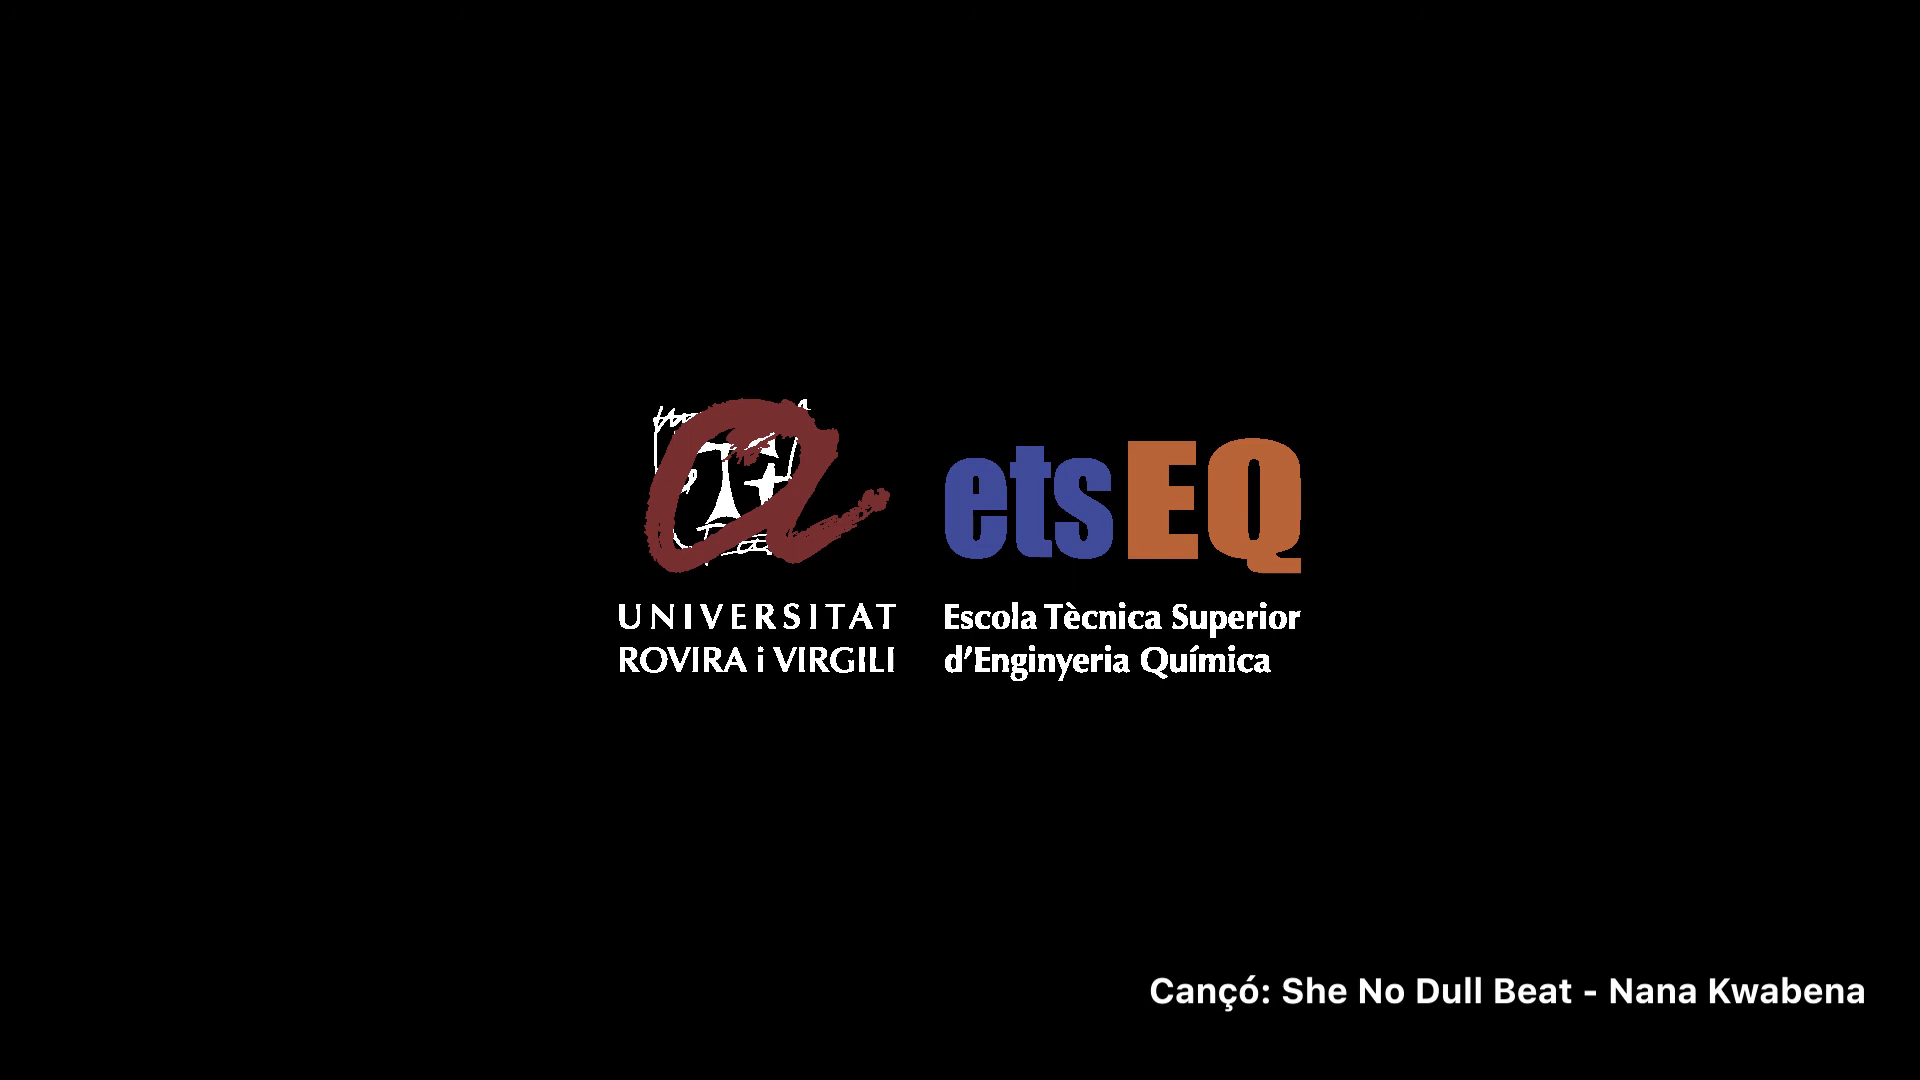 etsEQ
UNIVERSITAT
ROVIRA i VIRGILI
Escola Tècnica Superior
d’Enginyeria Química
Cançó: She No Dull Beat - Nana Kwabena